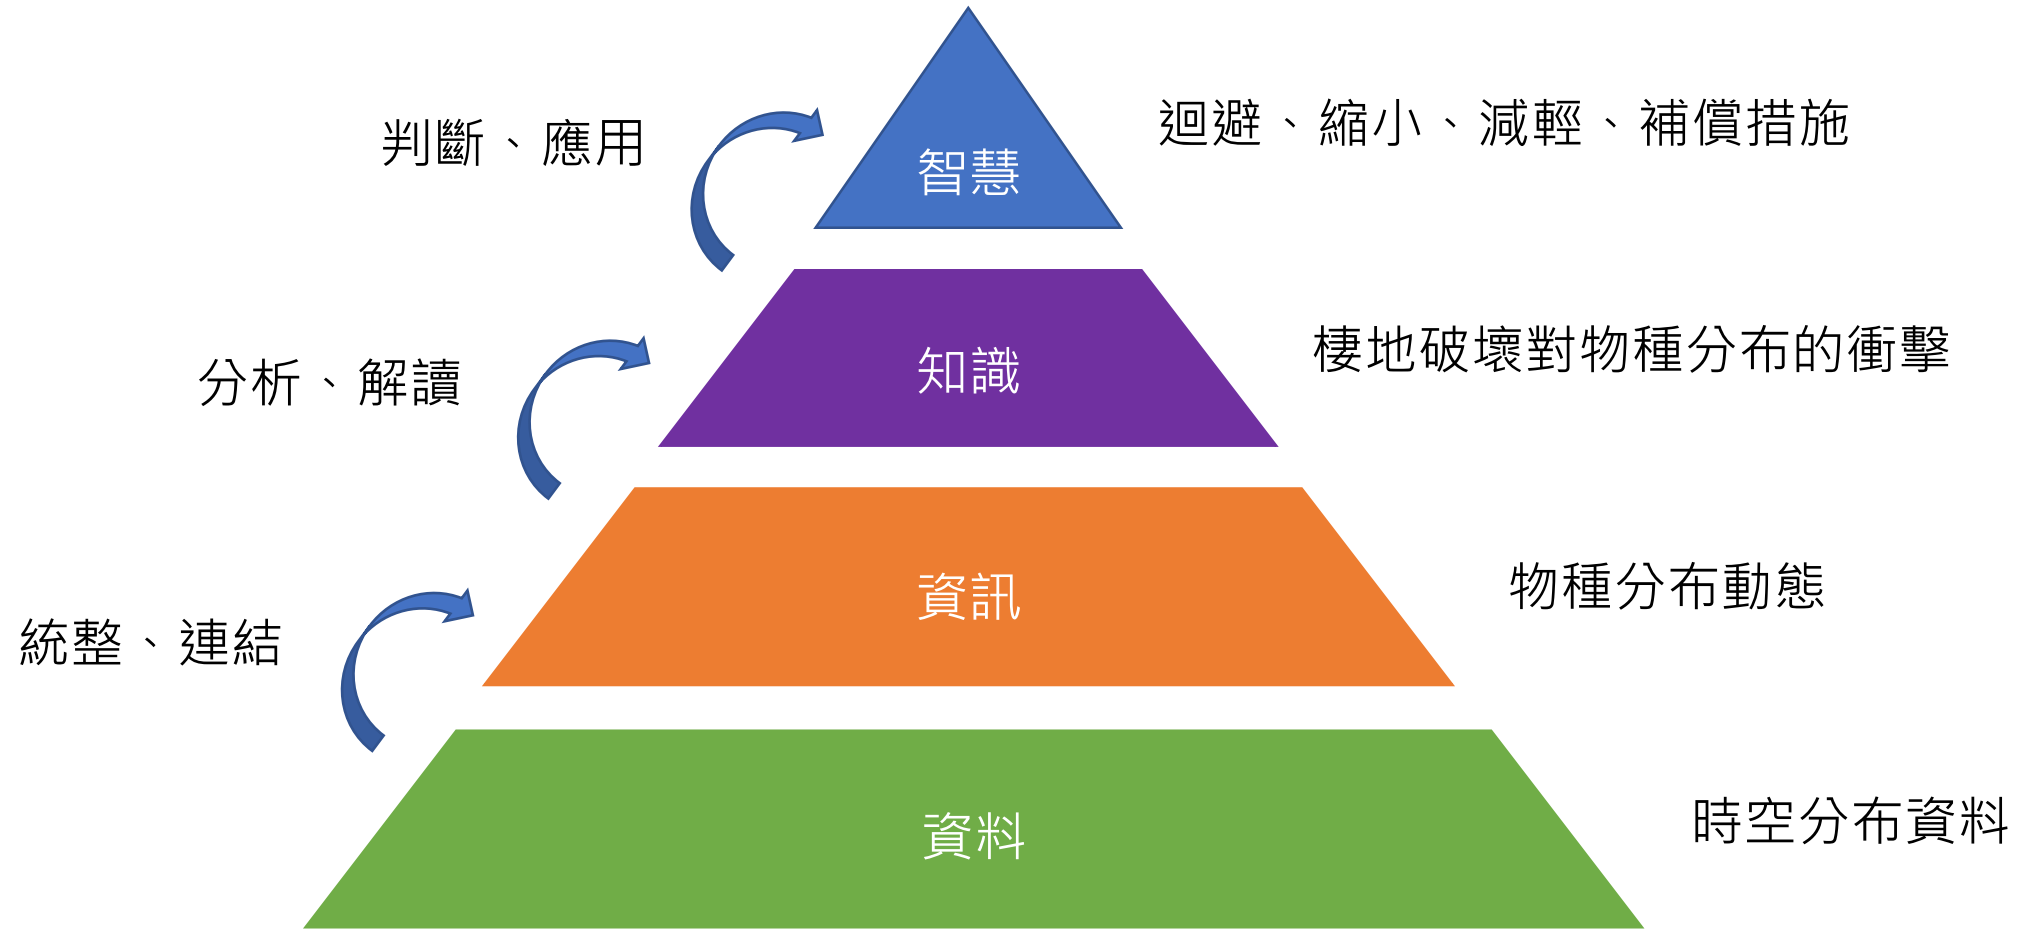 判斷、應用
智慧
迴避、縮小、減輕、補償措施
分析、解讀
知識
棲地破壞對物種分布的衝擊
統整、連結
資訊
物種分布動態
資料
時空分布資料